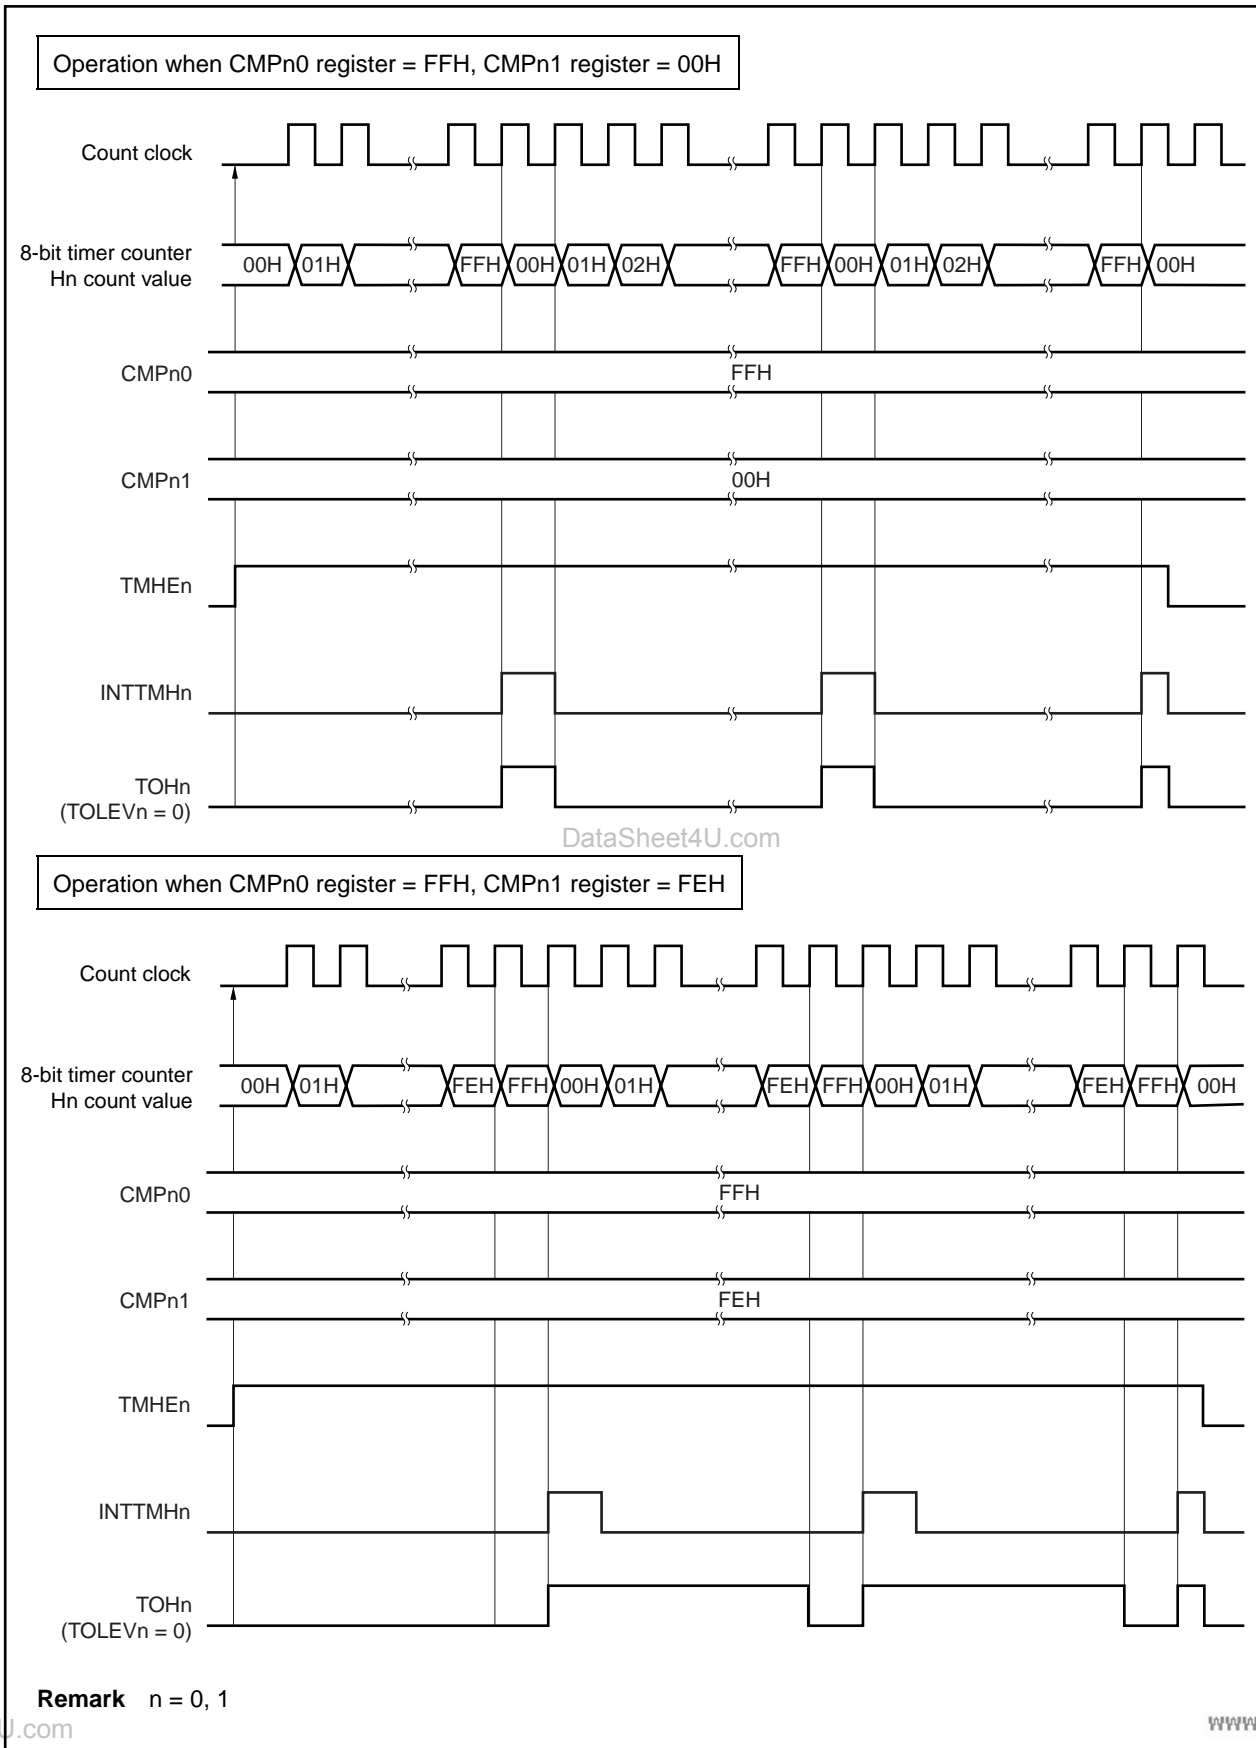 Operation when CMPn0 register = FFH, CMPn1 register = 00H
Count clock
8-bit timer counter
Hn count value
00H 01H FFH 00H 01H 02H FFH 00H 01H 02H FFH 00H
CMPn0 FFH
CMPn1 00H
TMHEn
INTTMHn
TOHn
(TOLEVn = 0)
DataSheet4U.com
Operation when CMPn0 register = FFH, CMPn1 register = FEH
Count clock
8-bit timer counter
Hn count value
00H 01H FEH FFH 00H 01H FEH FFH 00H 01H FEH FFH 00H
CMPn0 FFH
CMPn1 FEH
TMHEn
INTTMHn
TOHn
(TOLEVn = 0)
Remark n = 0, 1
U.com
www